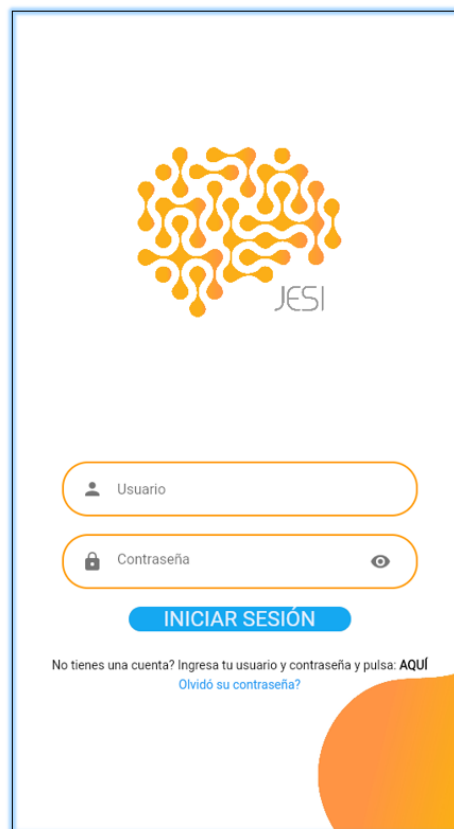 JESI
Usuario
Contraseña
INICIAR SESIÓN
No tienes una cuenta? Ingresa tu usuario y contraseña y pulsa: AQUÍ
Olvidó su contraseña?